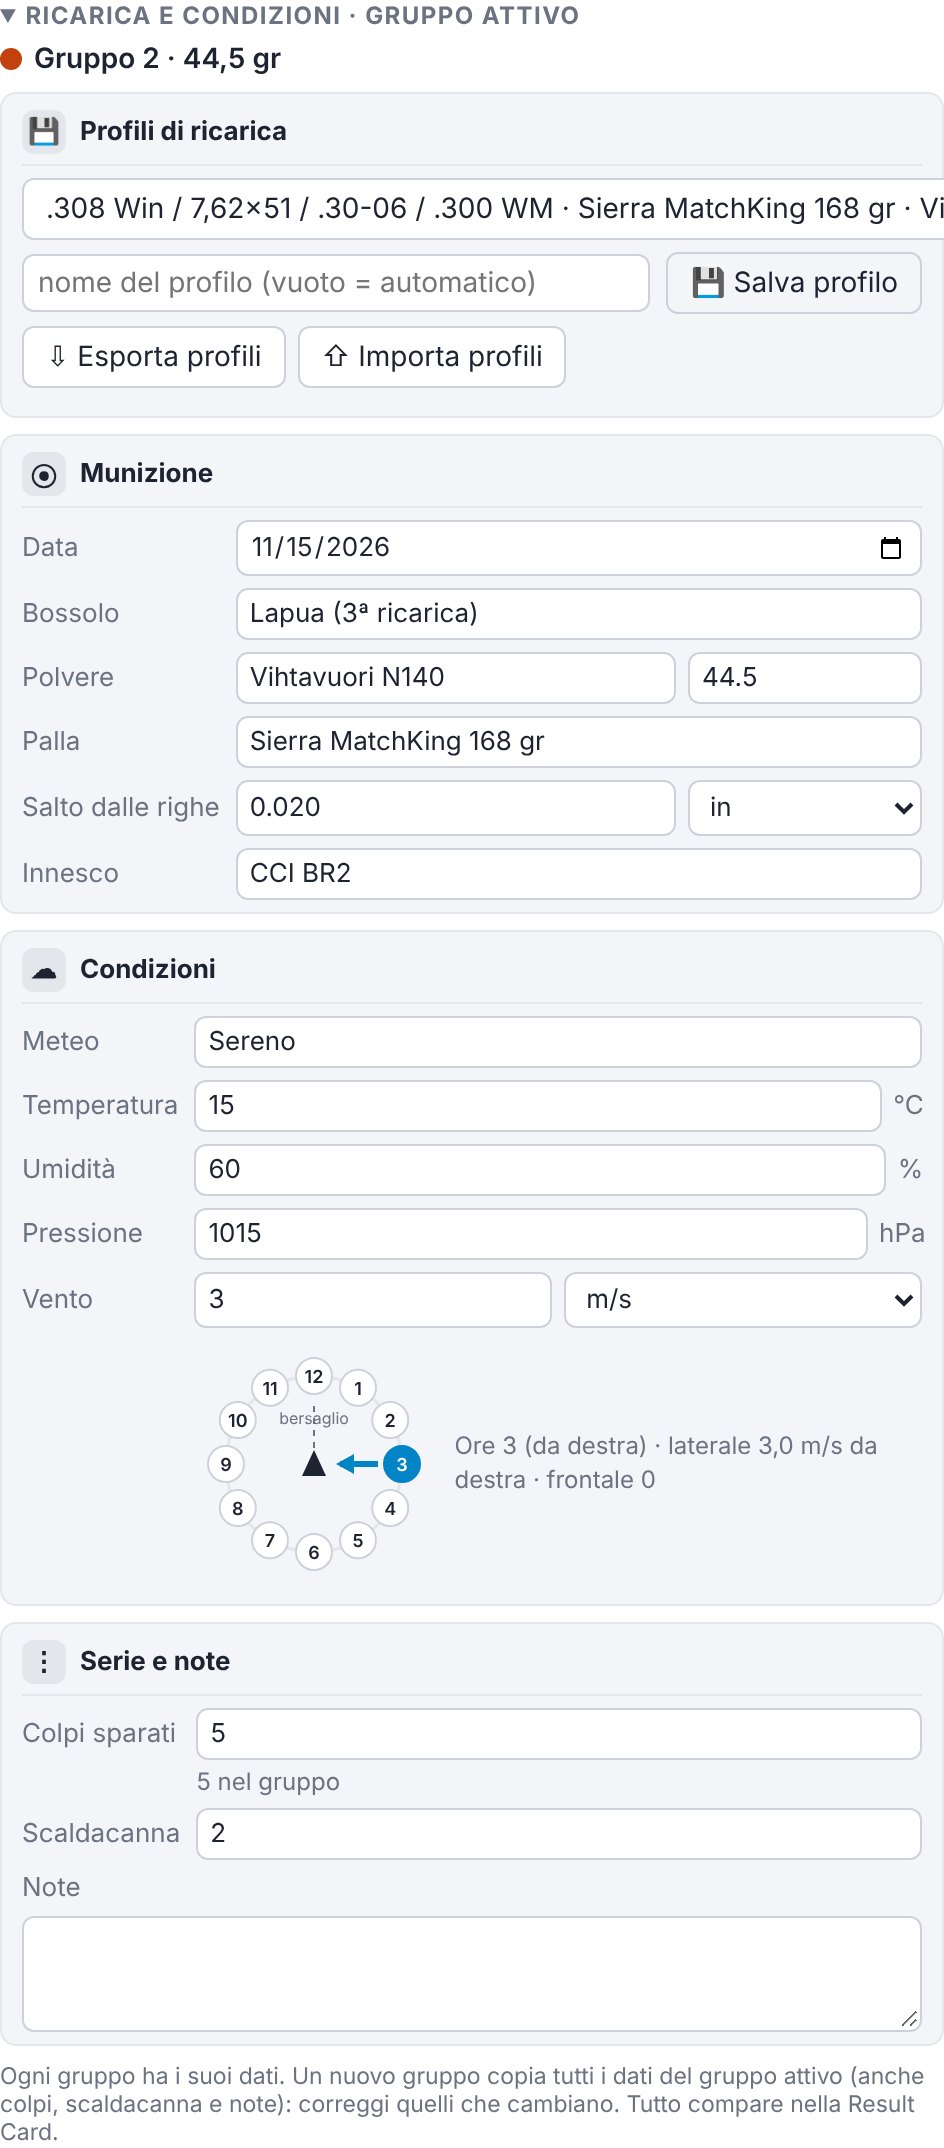 ▼ RICARICA E CONDIZIONI · GRUPPO ATTIVO
Gruppo 2 · 44,5 gr
Profili di ricarica
.308 Win / 7,62×51 / .30-06 / .300 WM · Sierra MatchKing 168 gr · Vi
nome del profilo (vuoto = automatico)
Salva profilo
⇩ Esporta profili
⇧ Importa profili
Munizione
Data
11/15/2026
Bossolo
Lapua (3ª ricarica)
Polvere
Vihtavuori N140
44.5
Palla
Sierra MatchKing 168 gr
Salto dalle righe
0.020
in
Innesco
CCI BR2
Condizioni
Meteo
Sereno
Temperatura
15
°C
Umidità
60
%
Pressione
1015
hPa
Vento
3
m/s
12
11
1
10
bersaglio
2
9
3
8
4
7
5
6
Ore 3 (da destra) · laterale 3,0 m/s da
destra · frontale 0
Serie e note
Colpi sparati
5
5 nel gruppo
Scaldacanna
2
Note
Ogni gruppo ha i suoi dati. Un nuovo gruppo copia tutti i dati del gruppo attivo (anche
colpi, scaldacanna e note): correggi quelli che cambiano. Tutto compare nella Result
Card.